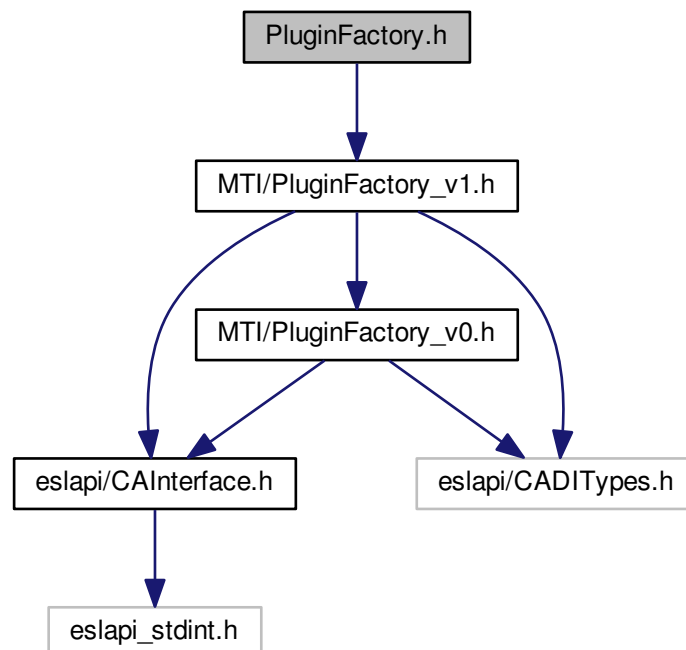 PluginFactory.h
MTI/PluginFactory_v1.h
MTI/PluginFactory_v0.h
eslapi/CAInterface.h
eslapi/CADITypes.h
eslapi_stdint.h